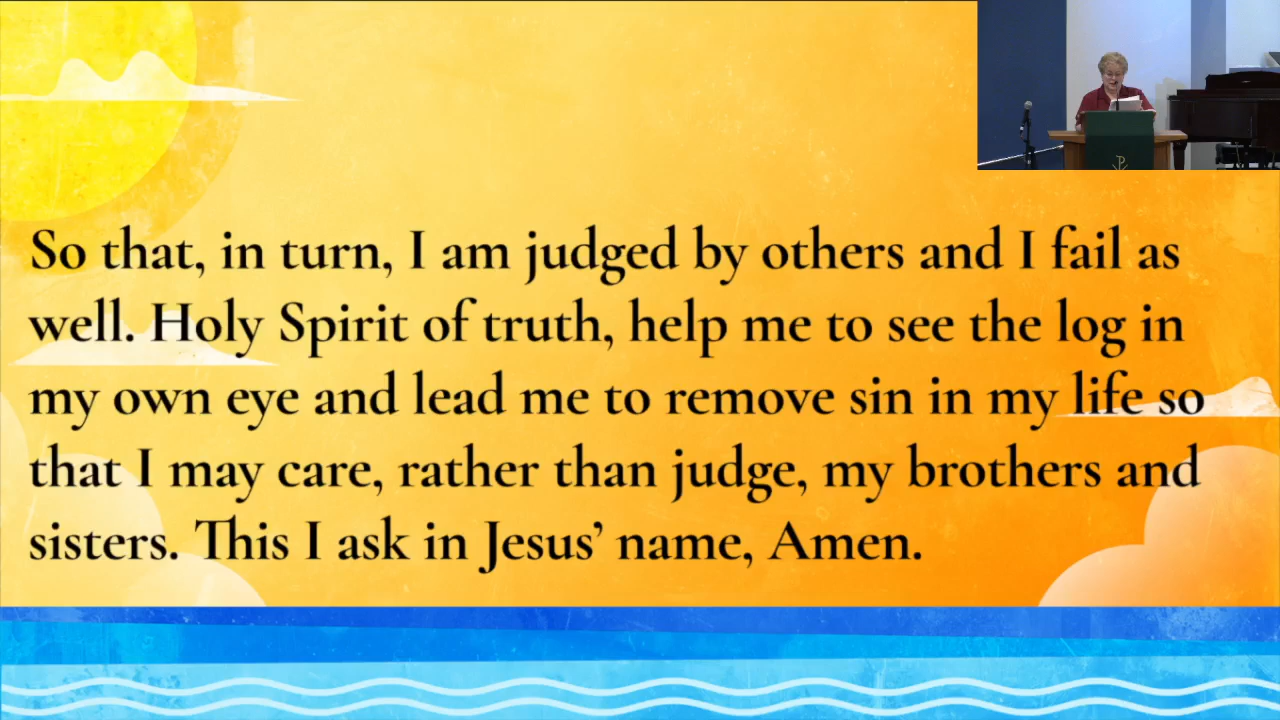 So that, in turn, I am judged by others and I fail as
well. Holy Spirit of truth, help me to see the log in
my own eye and lead me to remove sin in my life so
that I may care, rather than judge, my brothers and
sisters. This I ask in Jesus’ name, Amen.